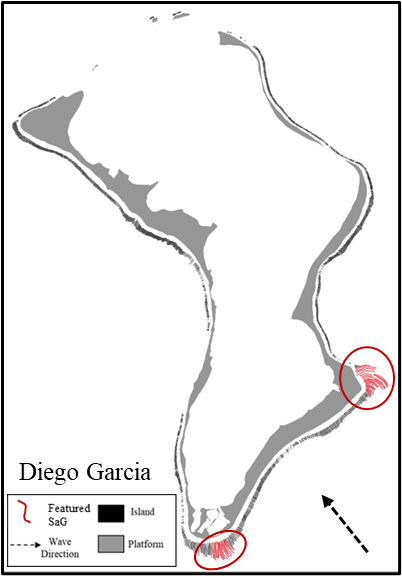 Diego Garcia
Featured
SaG
Island
Wave
Direction
Platform